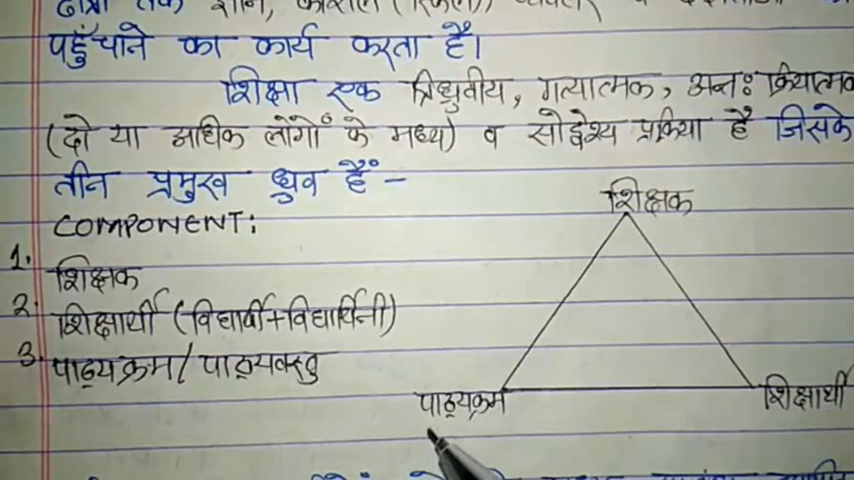 पहुँचाने का कार्य करता है।
शिक्षा एक त्रिध्रुवीय, गत्यात्मक, अन्तः क्रियात्मक
(दो या अधिक लोगों के मध्य) व सोद्देश्य प्रक्रिया है जिसके
तीन प्रमुख ध्रुव हैं -
शिक्षक
COMPONENT:
1. शिक्षक
2. शिक्षार्थी (विद्यार्थी+विद्यार्थिनी)
3. पाठ्यक्रम/पाठ्यवस्तु
पाठ्यक्रम शिक्षार्थी